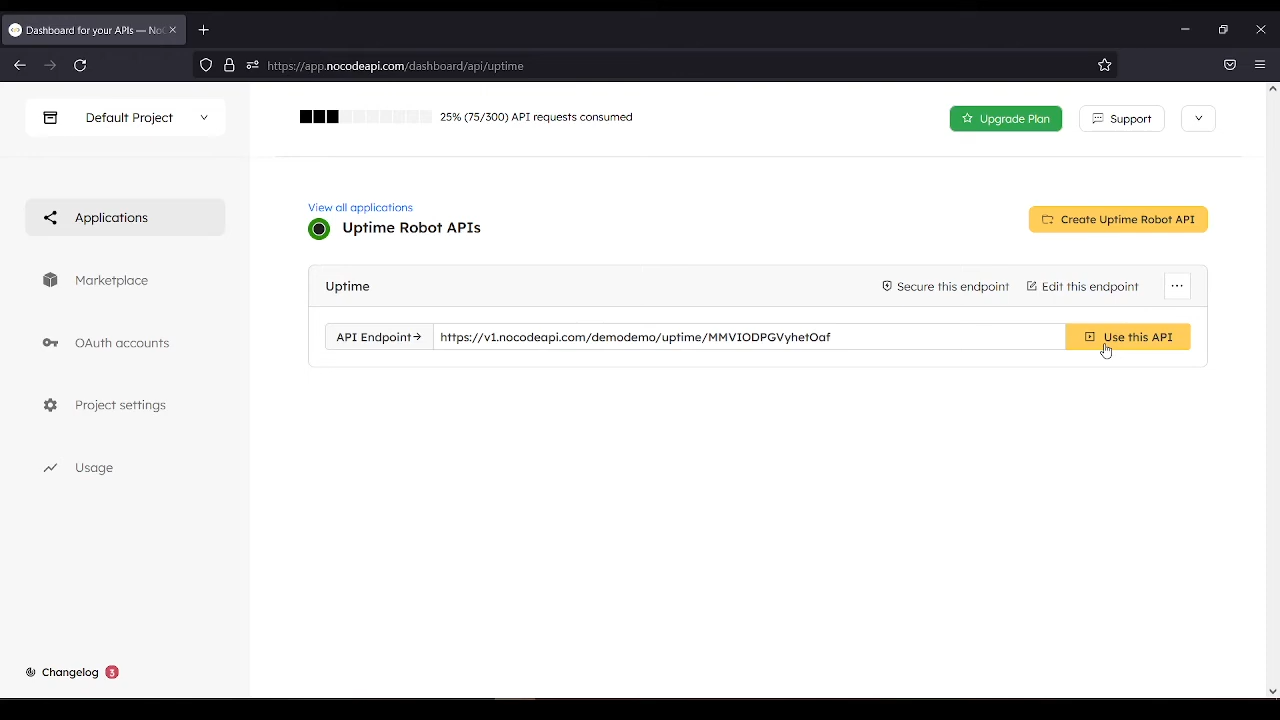 Dashboard for your APIs — NoC
https://app.nocodeapi.com/dashboard/api/uptime
Default Project
25% (75/300) API requests consumed
Upgrade Plan
Support
Applications
Marketplace
OAuth accounts
Project settings
Usage
Changelog 3
View all applications
Uptime Robot APIs
Create Uptime Robot API
Uptime
Secure this endpoint
Edit this endpoint
API Endpoint→
https://v1.nocodeapi.com/demodemo/uptime/MMVIODPGVyhetOaf
Use this API